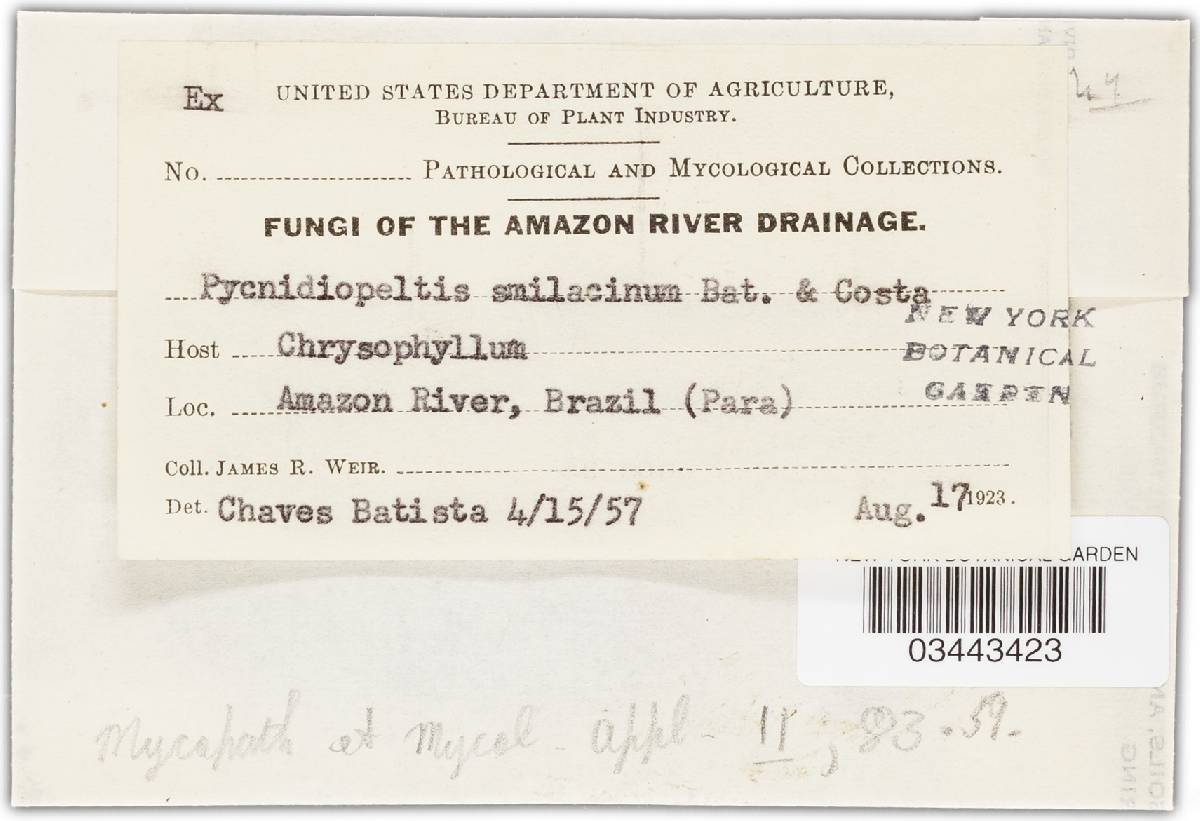 Ex UNITED STATES DEPARTMENT OF AGRICULTURE,
BUREAU OF PLANT INDUSTRY.
No. PATHOLOGICAL AND MYCOLOGICAL COLLECTIONS.
FUNGI OF THE AMAZON RIVER DRAINAGE.
Pycnidiopeltis smilacinum Bat. & Costa
NEW YORK
BOTANICAL
GARDEN
Host Chrysophyllum
Loc. Amazon River, Brazil (Para)
Coll. JAMES R. WEIR.
Det. Chaves Batista 4/15/57 Aug. 17 1923.
NEW YORK BOTANICAL GARDEN
03443423
Mycopath et Mycol - Appl - 11, 83 . 59.